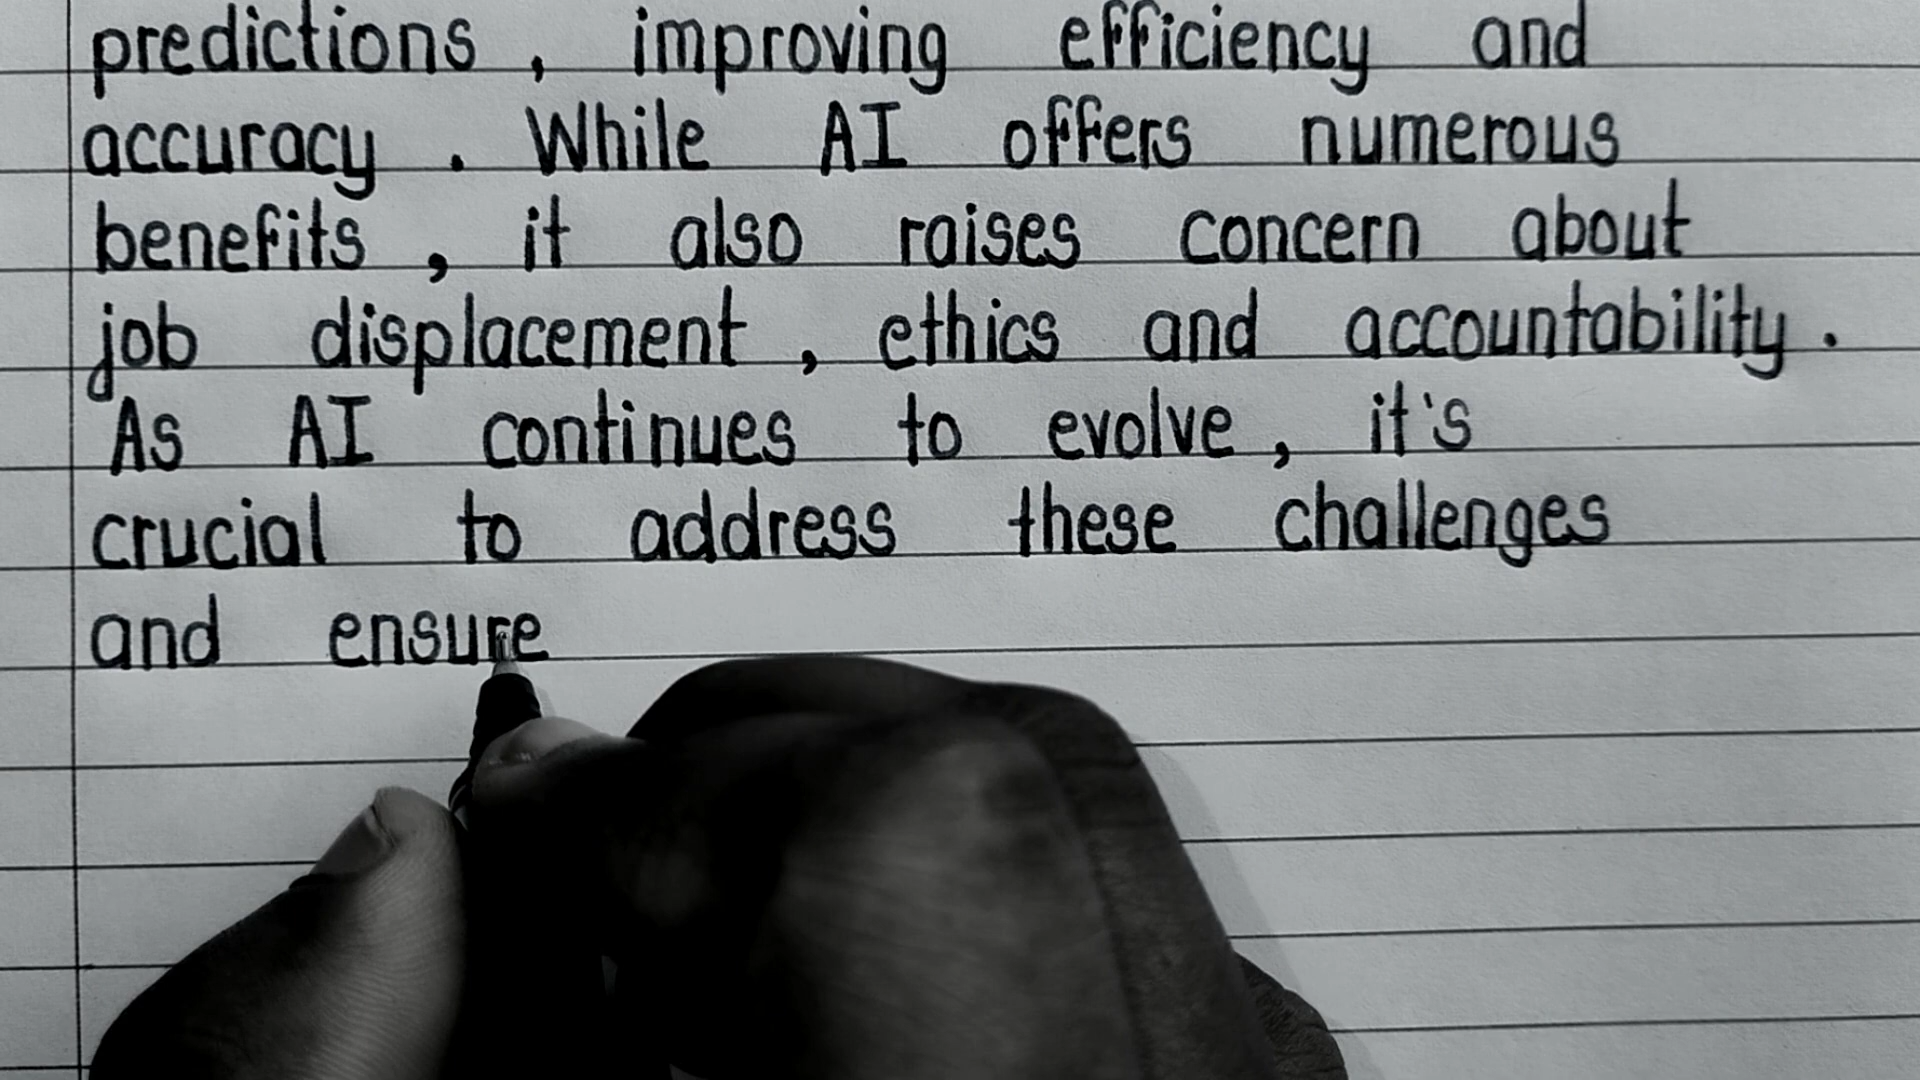 predictions , improving efficiency and
accuracy . While AI offers numerous
benefits , it also raises concern about
job displacement , ethics and accountability .
As AI continues to evolve , it's
crucial to address these challenges
and ensure